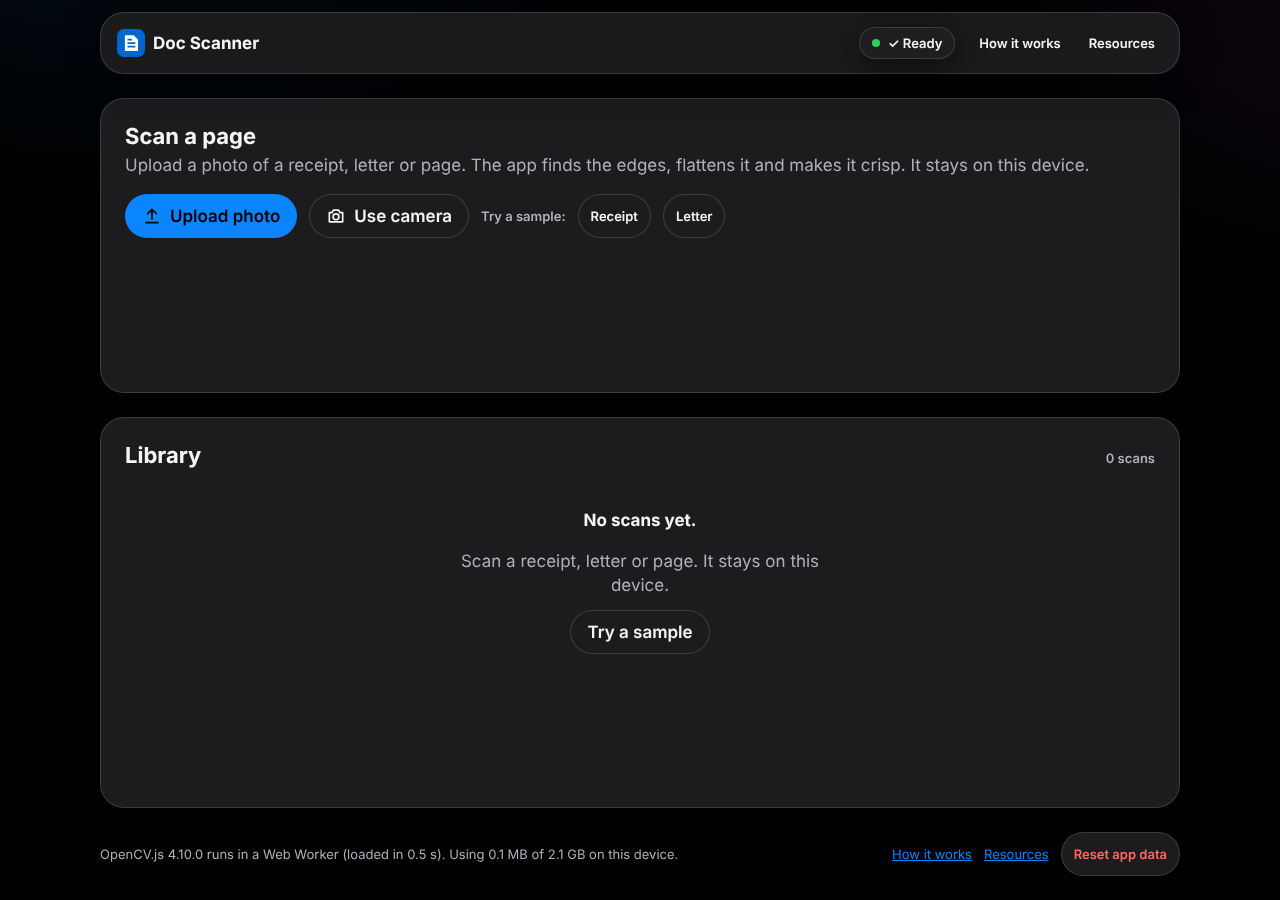 Doc Scanner
✓ Ready
How it works
Resources
Scan a page
Upload a photo of a receipt, letter or page. The app finds the edges, flattens it and makes it crisp. It stays on this device.
Upload photo
Use camera
Try a sample:
Receipt
Letter
Library
0 scans
No scans yet.
Scan a receipt, letter or page. It stays on this
device.
Try a sample
OpenCV.js 4.10.0 runs in a Web Worker (loaded in 0.5 s). Using 0.1 MB of 2.1 GB on this device.
How it works
Resources
Reset app data